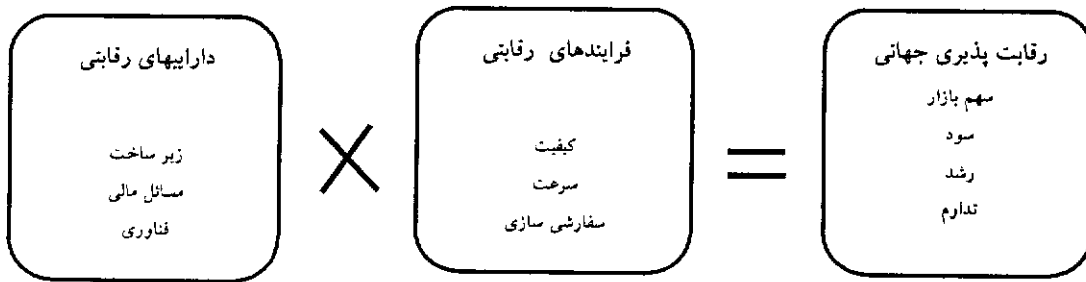 داراییهای رقابتی
زیر ساخت
مسائل مالی
فناوری
×
فرایندهای رقابتی
کیفیت
سرعت
سفارشی سازی
=
رقابت پذیری جهانی
سهم بازار
سود
رشد
تدارم